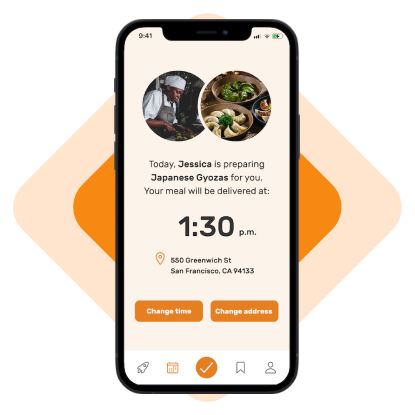 9:41
Today, Jessica is preparing
Japanese Gyozas for you.
Your meal will be delivered at:
1:30 p.m.
550 Greenwich St
San Francisco, CA 94133
Change time
Change address